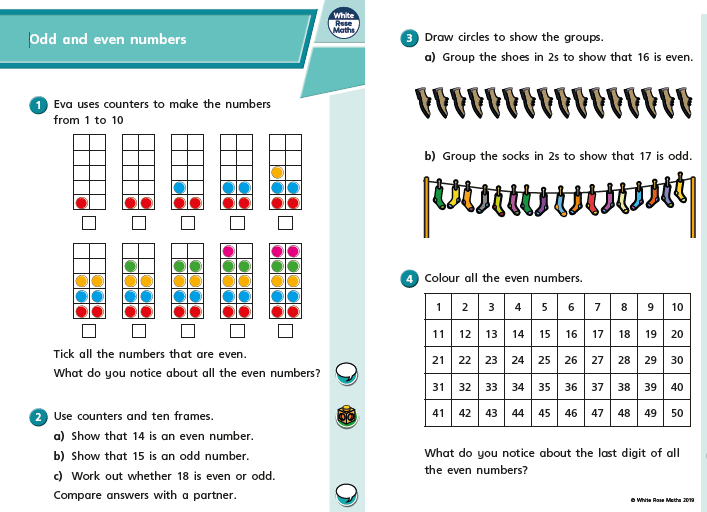 Odd and even numbers
White
Rose
Maths
1 Eva uses counters to make the numbers
from 1 to 10
Tick all the numbers that are even.
What do you notice about all the even numbers?
2 Use counters and ten frames.
a) Show that 14 is an even number.
b) Show that 15 is an odd number.
c) Work out whether 18 is even or odd.
Compare answers with a partner.
3 Draw circles to show the groups.
a) Group the shoes in 2s to show that 16 is even.
b) Group the socks in 2s to show that 17 is odd.
4 Colour all the even numbers.
1 2 3 4 5 6 7 8 9 10
11 12 13 14 15 16 17 18 19 20
21 22 23 24 25 26 27 28 29 30
31 32 33 34 35 36 37 38 39 40
41 42 43 44 45 46 47 48 49 50
What do you notice about the last digit of all
the even numbers?
© White Rose Maths 2019